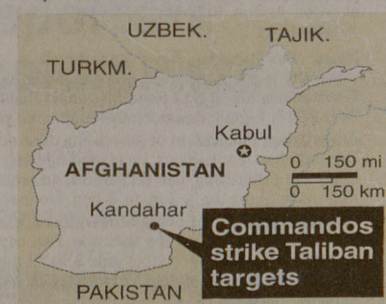 UZBEK.
TAJIK.
TURKM.
Kabul
AFGHANISTAN
0 150 mi
0 150 km
Kandahar
Commandos
strike Taliban
targets
PAKISTAN